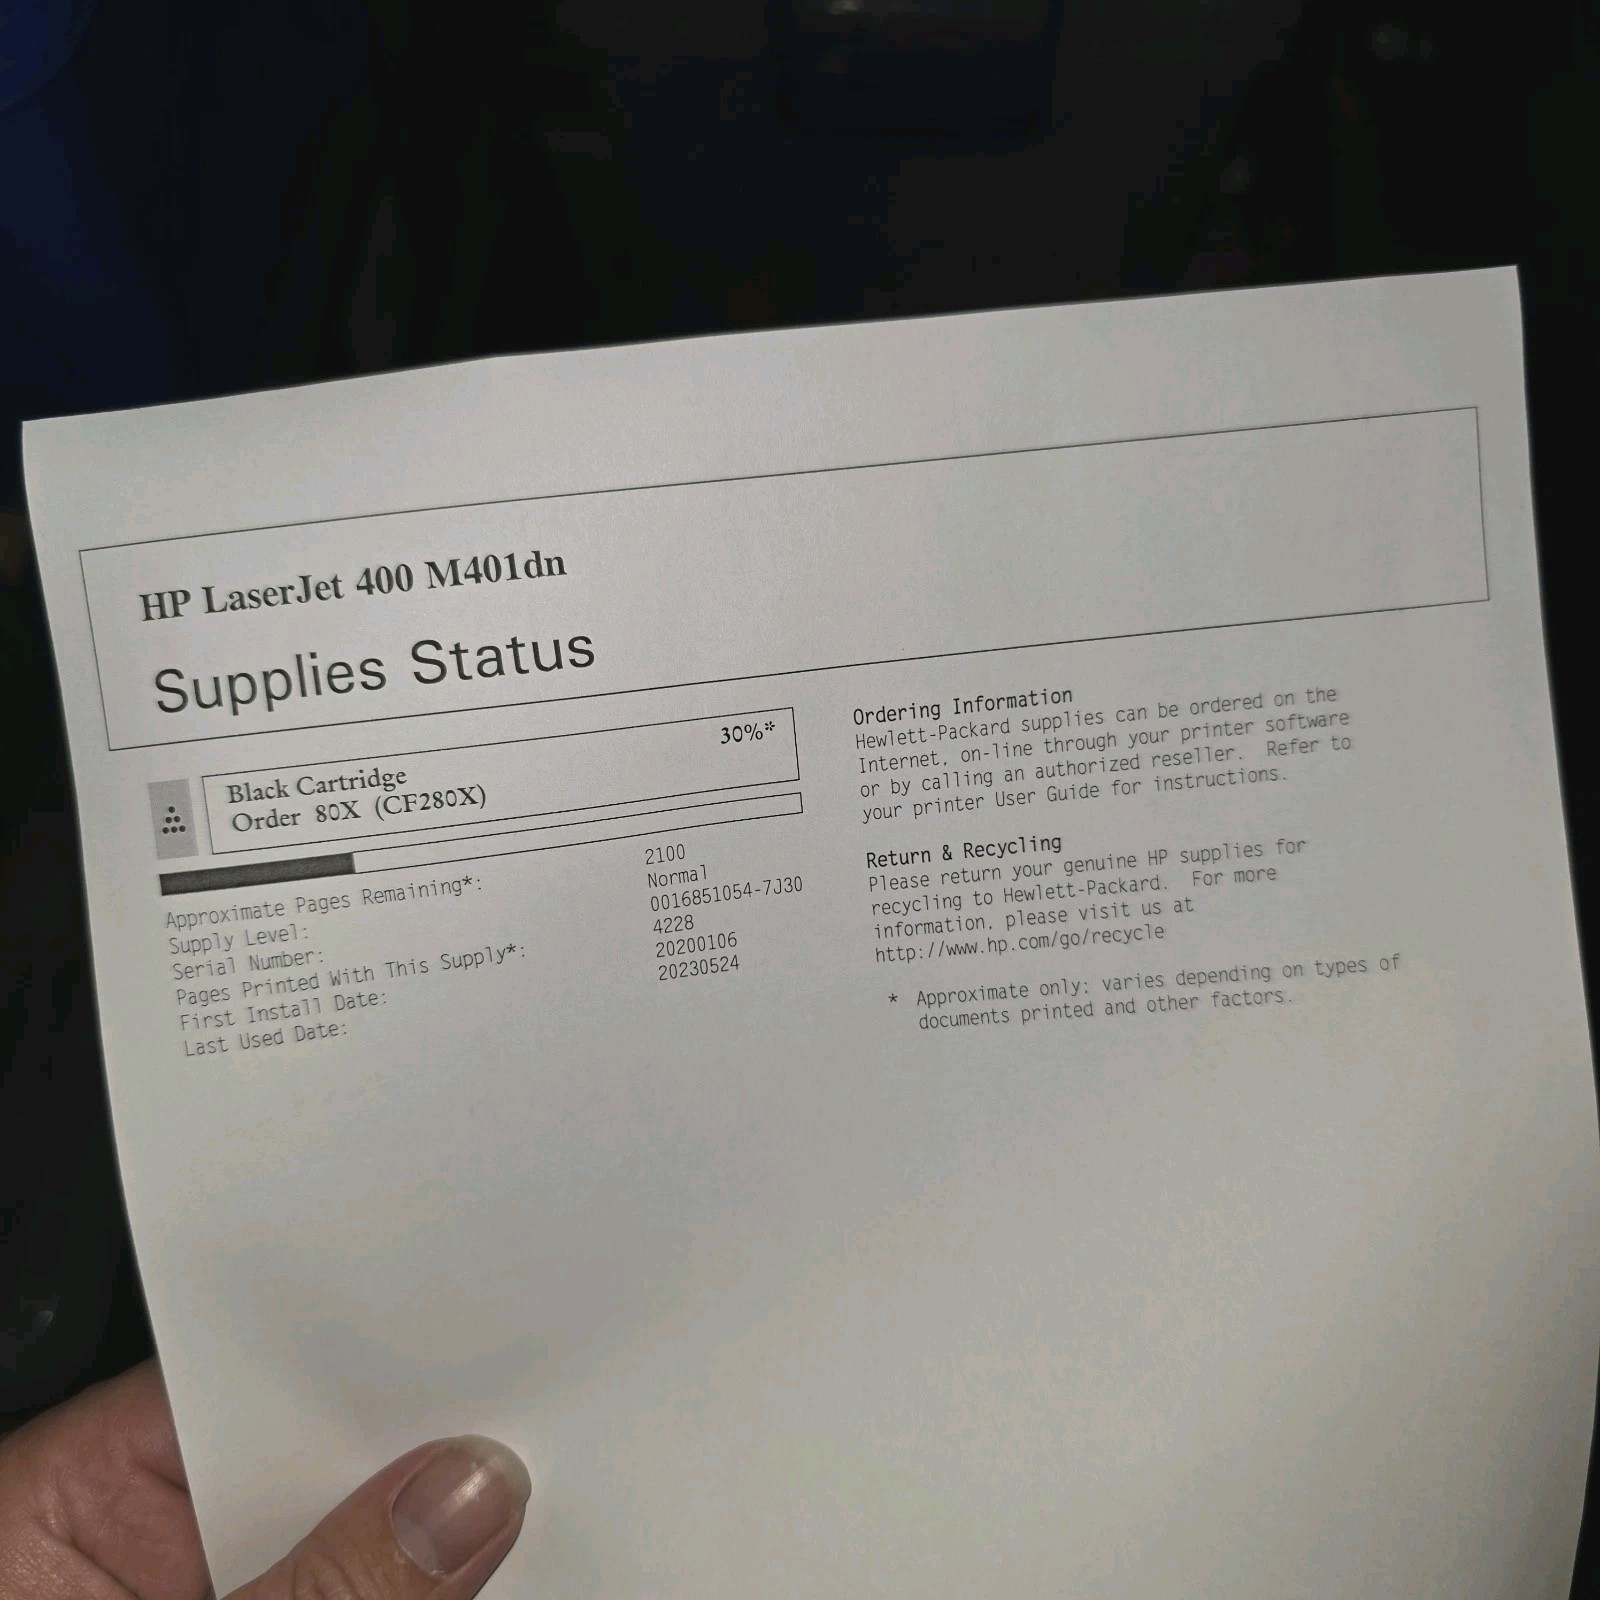 HP LaserJet 400 M401dn
Supplies Status
30%*
Black Cartridge
Order 80X (CF280X)
Approximate Pages Remaining*: 2100
Supply Level: Normal
Serial Number: 0016851054-7J30
Pages Printed With This Supply*: 4228
First Install Date: 20200106
Last Used Date: 20230524
Ordering Information
Hewlett-Packard supplies can be ordered on the
Internet, on-line through your printer software
or by calling an authorized reseller. Refer to
your printer User Guide for instructions.
Return & Recycling
Please return your genuine HP supplies for
recycling to Hewlett-Packard. For more
information, please visit us at
http://www.hp.com/go/recycle
* Approximate only; varies depending on types of
documents printed and other factors.